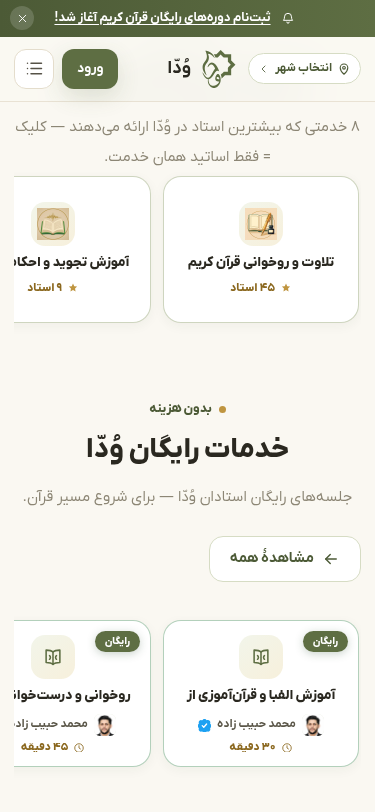 ثبت‌نام دوره‌های رایگان قرآن کریم آغاز شد!
انتخاب شهر
وُدّا
ورود
۸ خدمتی که بیشترین استاد در وُدّا ارائه می‌دهند — کلیک
= فقط اساتید همان خدمت.
تلاوت و روخوانی قرآن کریم
۴۵ استاد
آموزش تجوید و احکام
۹ استاد
بدون هزینه
خدمات رایگان وُدّا
جلسه‌های رایگان استادان وُدّا — برای شروع مسیر قرآن.
مشاهدهٔ همه
رایگان
آموزش الفبا و قرآن‌آموزی از
محمد حبیب زاده
۳۰ دقیقه
رایگان
روخوانی و درست‌خوانی
محمد حبیب زاده
۴۵ دقیقه